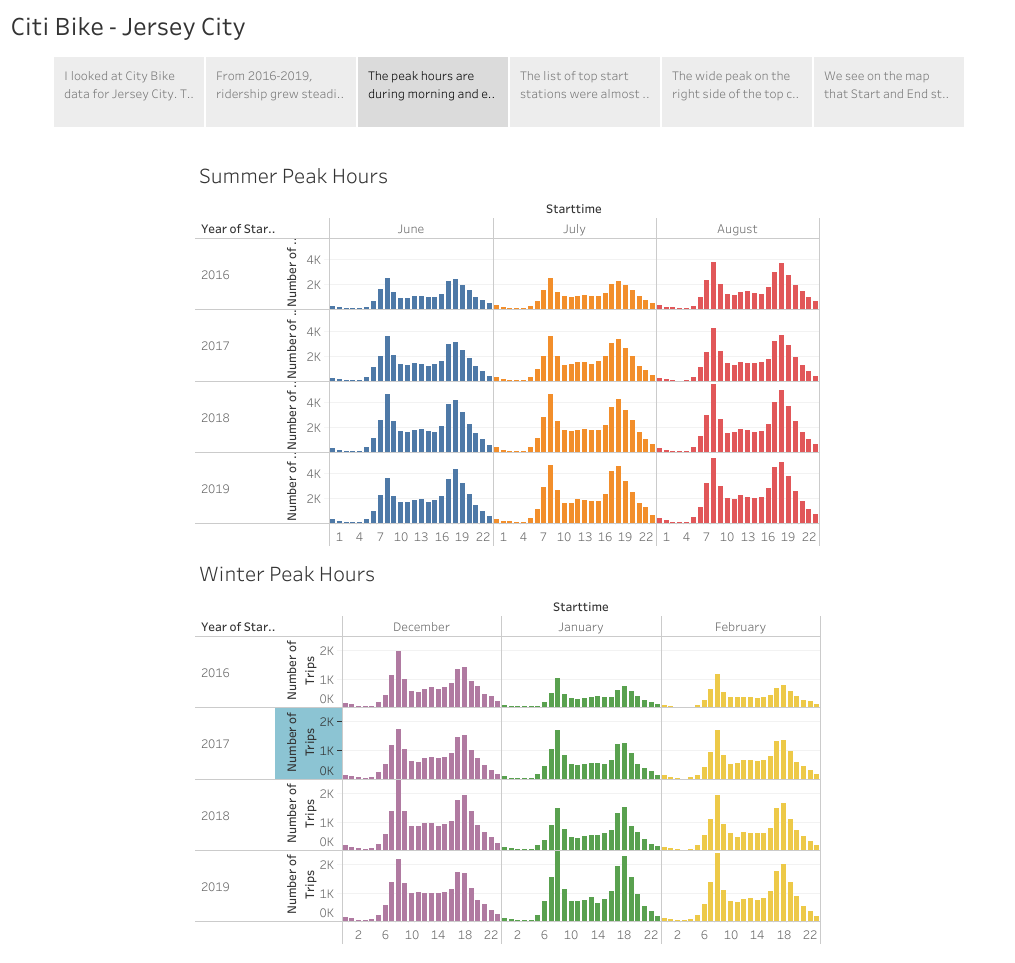 Citi Bike - Jersey City
I looked at City Bike
data for Jersey City. T..
From 2016-2019,
ridership grew steadi..
The peak hours are
during morning and e..
The list of top start
stations were almost ..
The wide peak on the
right side of the top c..
We see on the map
that Start and End st..
Summer Peak Hours
Starttime
Year of Star.. June July August
2016 Number of .. 4K 2K
2017 Number of .. 4K 2K
2018 Number of .. 4K 2K
2019 Number of .. 4K 2K
1 4 7 10 13 16 19 22 1 4 7 10 13 16 19 22 1 4 7 10 13 16 19 22
Winter Peak Hours
Starttime
Year of Star.. December January February
2016 Number of Trips 2K 1K 0K
2017 Number of Trips 2K 1K 0K
2018 Number of Trips 2K 1K 0K
2019 Number of Trips 2K 1K 0K
2 6 10 14 18 22 2 6 10 14 18 22 2 6 10 14 18 22